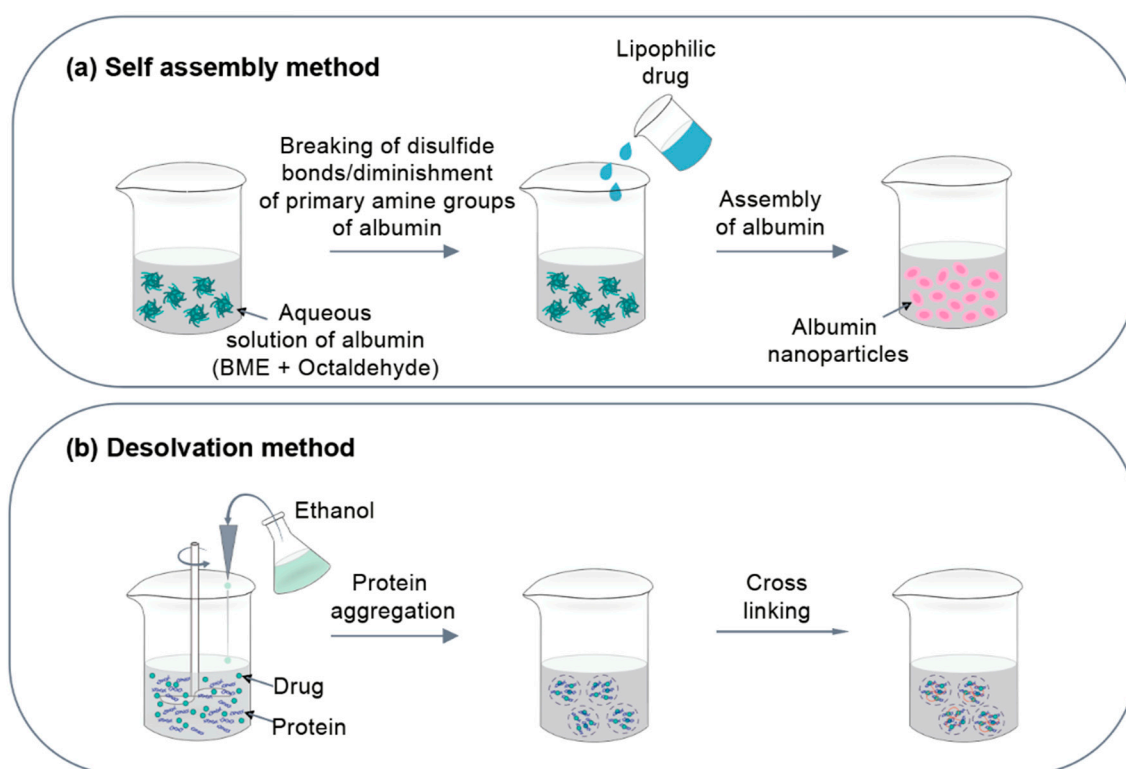 (a) Self assembly method
Lipophilic
drug
Breaking of disulfide
bonds/diminishment
of primary amine groups
of albumin
Assembly
of albumin
Aqueous
solution of albumin
(BME + Octaldehyde)
Albumin
nanoparticles
(b) Desolvation method
Ethanol
Protein
aggregation
Cross
linking
Drug
Protein